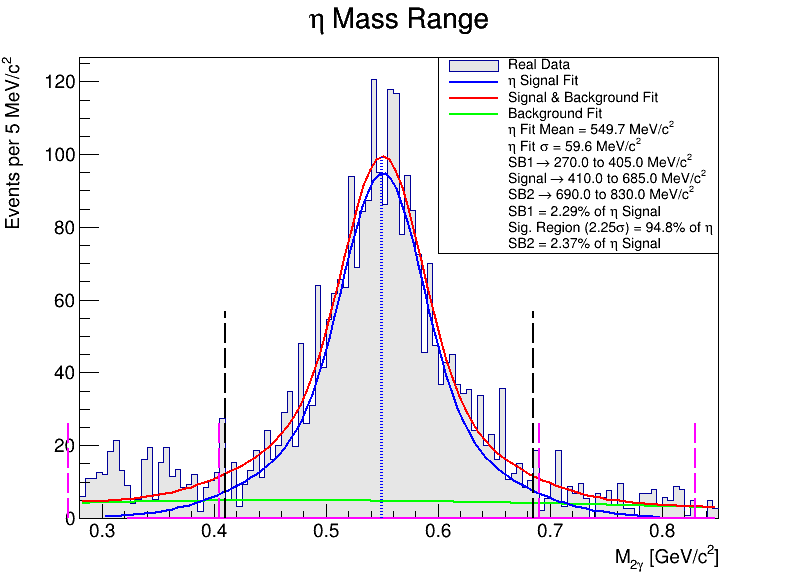 η Mass Range
Events per 5 MeV/c²
120
100
80
60
40
20
0
Real Data
η Signal Fit
Signal & Background Fit
Background Fit
η Fit Mean = 549.7 MeV/c²
η Fit σ = 59.6 MeV/c²
SB1 → 270.0 to 405.0 MeV/c²
Signal → 410.0 to 685.0 MeV/c²
SB2 → 690.0 to 830.0 MeV/c²
SB1 = 2.29% of η Signal
Sig. Region (2.25σ) = 94.8% of η
SB2 = 2.37% of η Signal
0.3 0.4 0.5 0.6 0.7 0.8
M₂γ [GeV/c²]